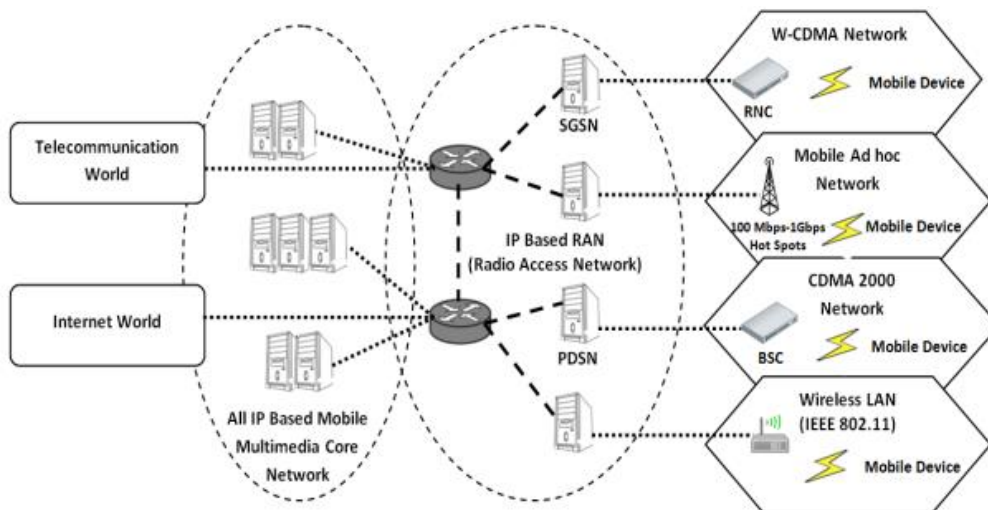 Telecommunication
World
Internet World
All IP Based Mobile
Multimedia Core
Network
SGSN
IP Based RAN
(Radio Access Network)
PDSN
W-CDMA Network
RNC
Mobile Device
Mobile Ad hoc
Network
100 Mbps-1Gbps
Hot Spots
Mobile Device
CDMA 2000
Network
BSC
Mobile Device
Wireless LAN
(IEEE 802.11)
Mobile Device